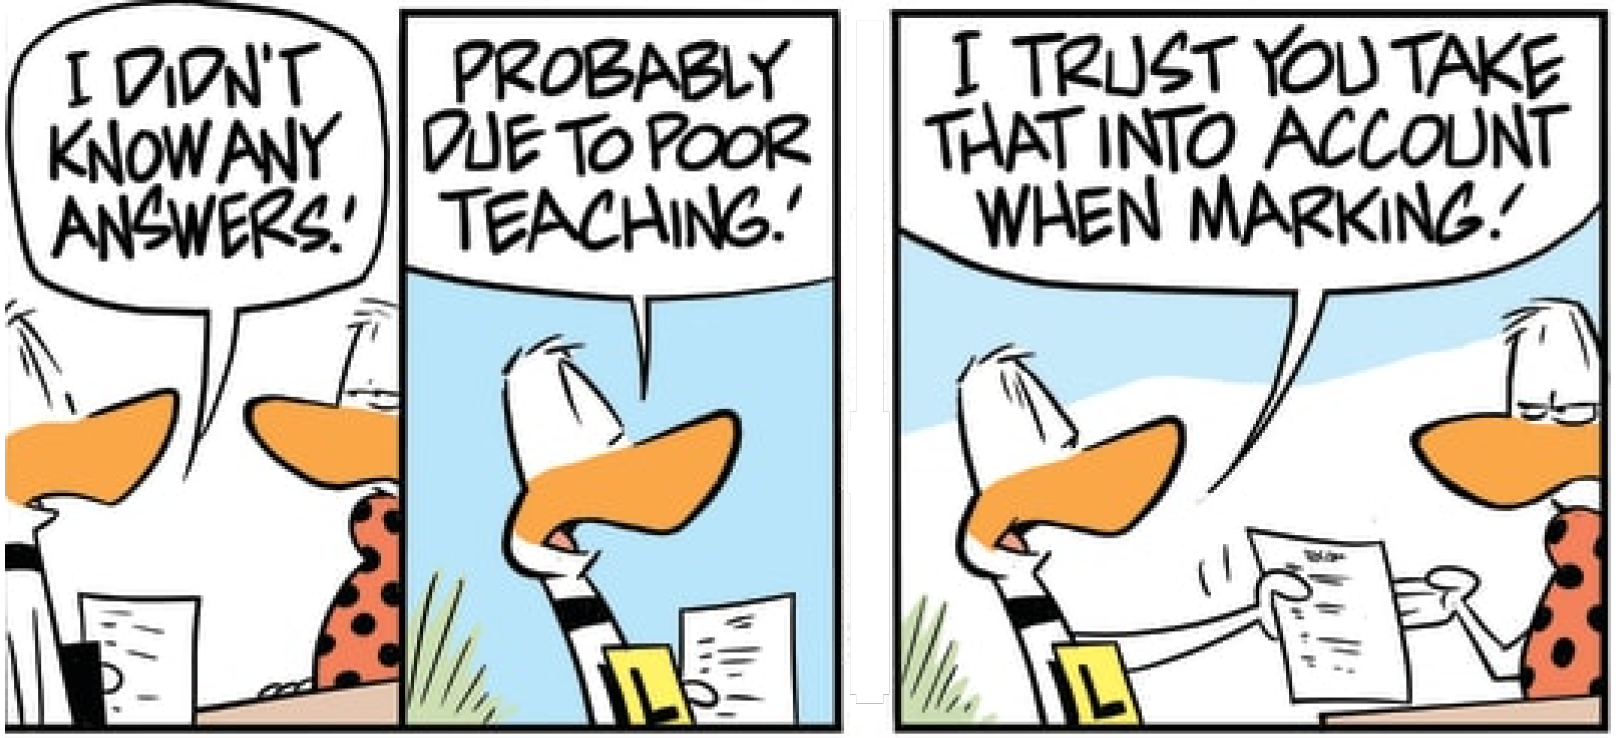 I DIDN'T
KNOW ANY
ANSWERS!
PROBABLY
DUE TO POOR
TEACHING!
I TRUST YOU TAKE
THAT INTO ACCOUNT
WHEN MARKING!
L
L